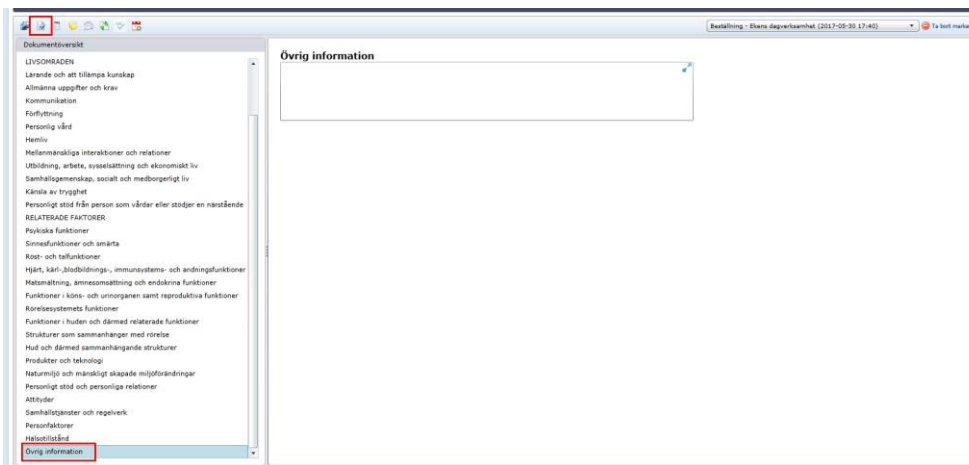 Beställning - Ekens dagverksamhet (2017-05-30 17:40)
Ta bort marke
Dokumentöversikt
LIVSOMRÅDEN
Lärande och att tillämpa kunskap
Allmänna uppgifter och krav
Kommunikation
Förflyttning
Personlig vård
Hemliv
Mellanmänskliga interaktioner och relationer
Utbildning, arbete, sysselsättning och ekonomiskt liv
Samhällsgemenskap, socialt och medborgerligt liv
Känsla av trygghet
Personligt stöd från person som vårdar eller stödjer en närstående
RELATERADE FAKTORER
Psykiska funktioner
Sinnesfunktioner och smärta
Röst- och talfunktioner
Hjärt, kärl-,blodbildnings-, immunsystems- och andningsfunktioner
Matsmältning, ämnesomsättning och endokrina funktioner
Funktioner i köns- och urinorganen samt reproduktiva funktioner
Rörelsesystemets funktioner
Funktioner i huden och därmed relaterade funktioner
Strukturer som sammanhänger med rörelse
Hud och därmed sammanhängande strukturer
Produkter och teknologi
Naturmiljö och mänskligt skapade miljöförändringar
Personligt stöd och personliga relationer
Attityder
Samhällstjänster och regelverk
Personfaktorer
Hälsotillstånd
Övrig information
Övrig information